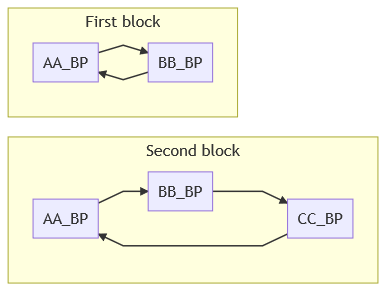 First block
AA_BP
BB_BP
Second block
BB_BP
AA_BP
CC_BP